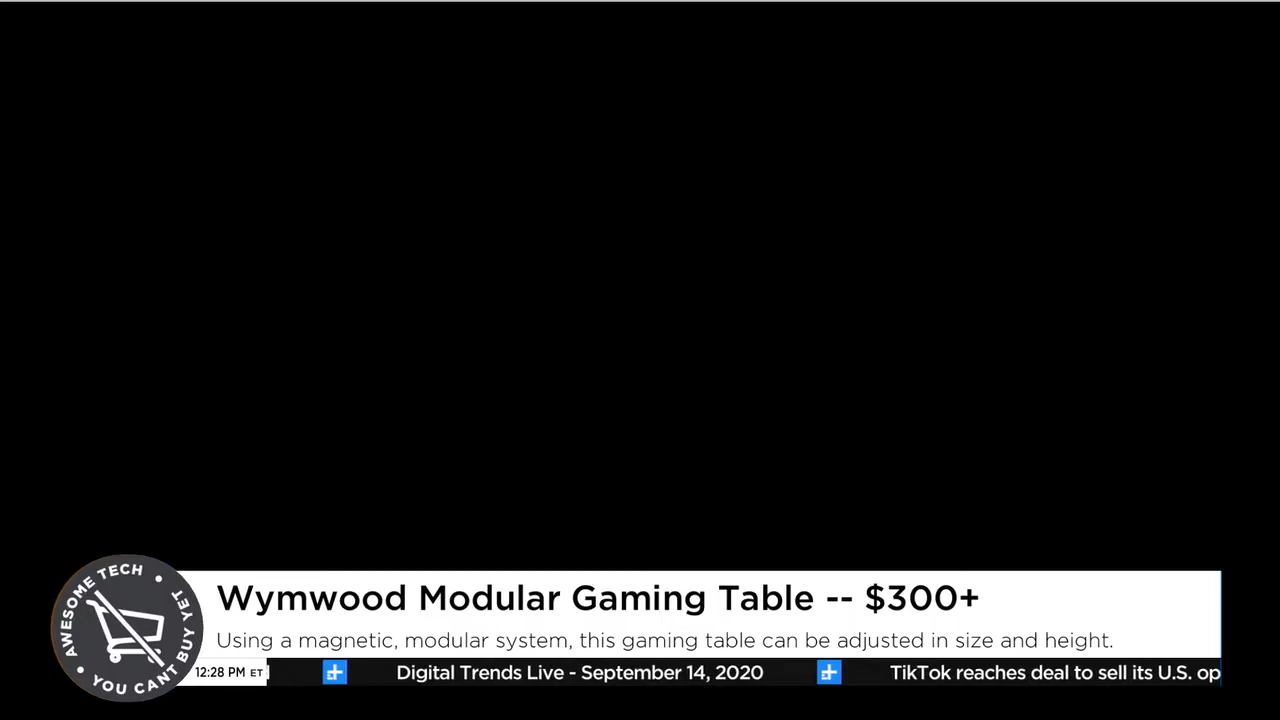 Wymwood Modular Gaming Table -- $300+
Using a magnetic, modular system, this gaming table can be adjusted in size and height.
AWESOME TECH • YOU CANT BUY YET •
12:28 PM ET
Digital Trends Live - September 14, 2020
TikTok reaches deal to sell its U.S. op